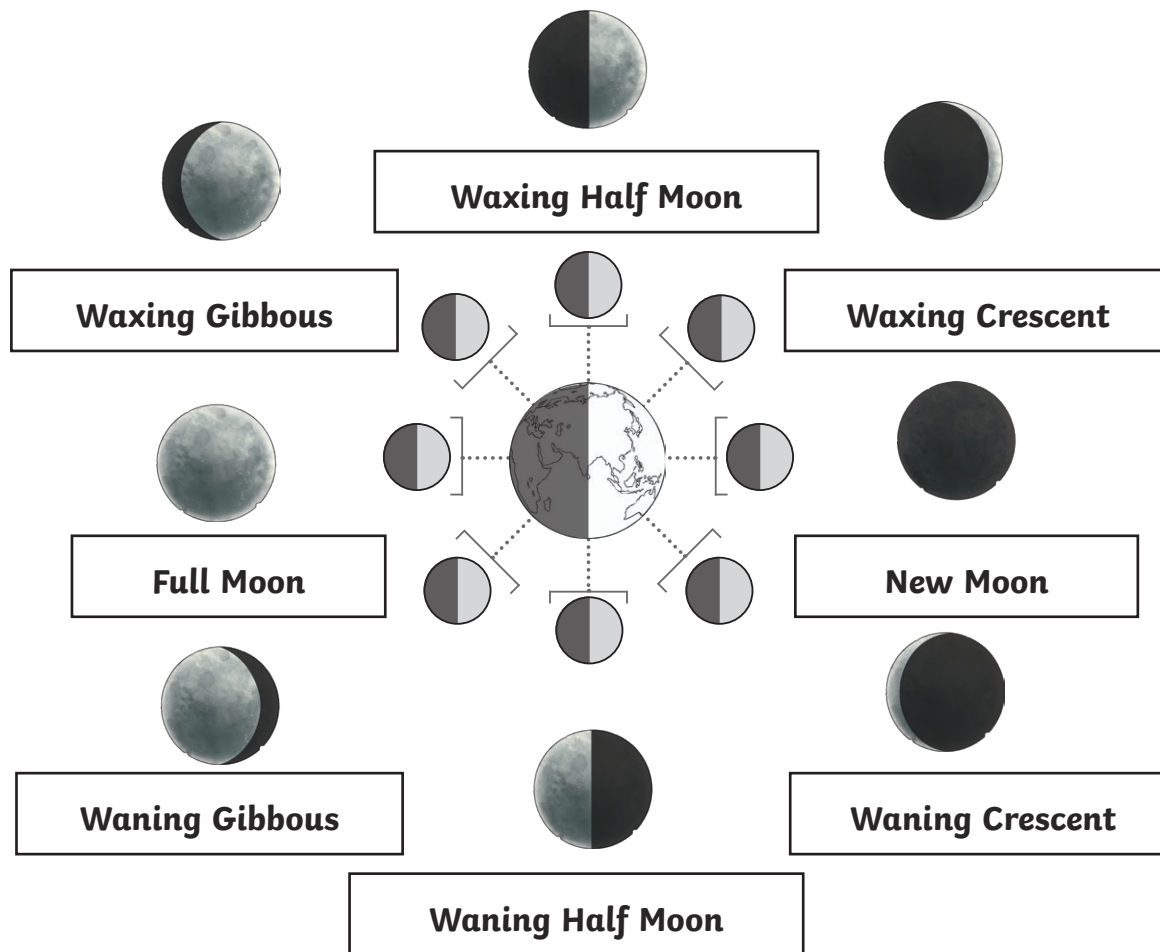 Waxing Half Moon
Waxing Gibbous
Waxing Crescent
Full Moon
New Moon
Waning Gibbous
Waning Crescent
Waning Half Moon